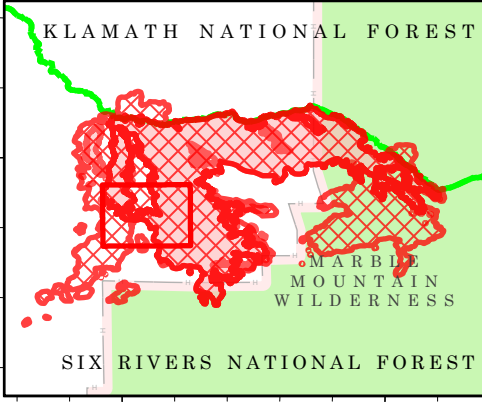 KLAMATH NATIONAL FOREST
MARBLE
MOUNTAIN
WILDERNESS
SIX RIVERS NATIONAL FOREST